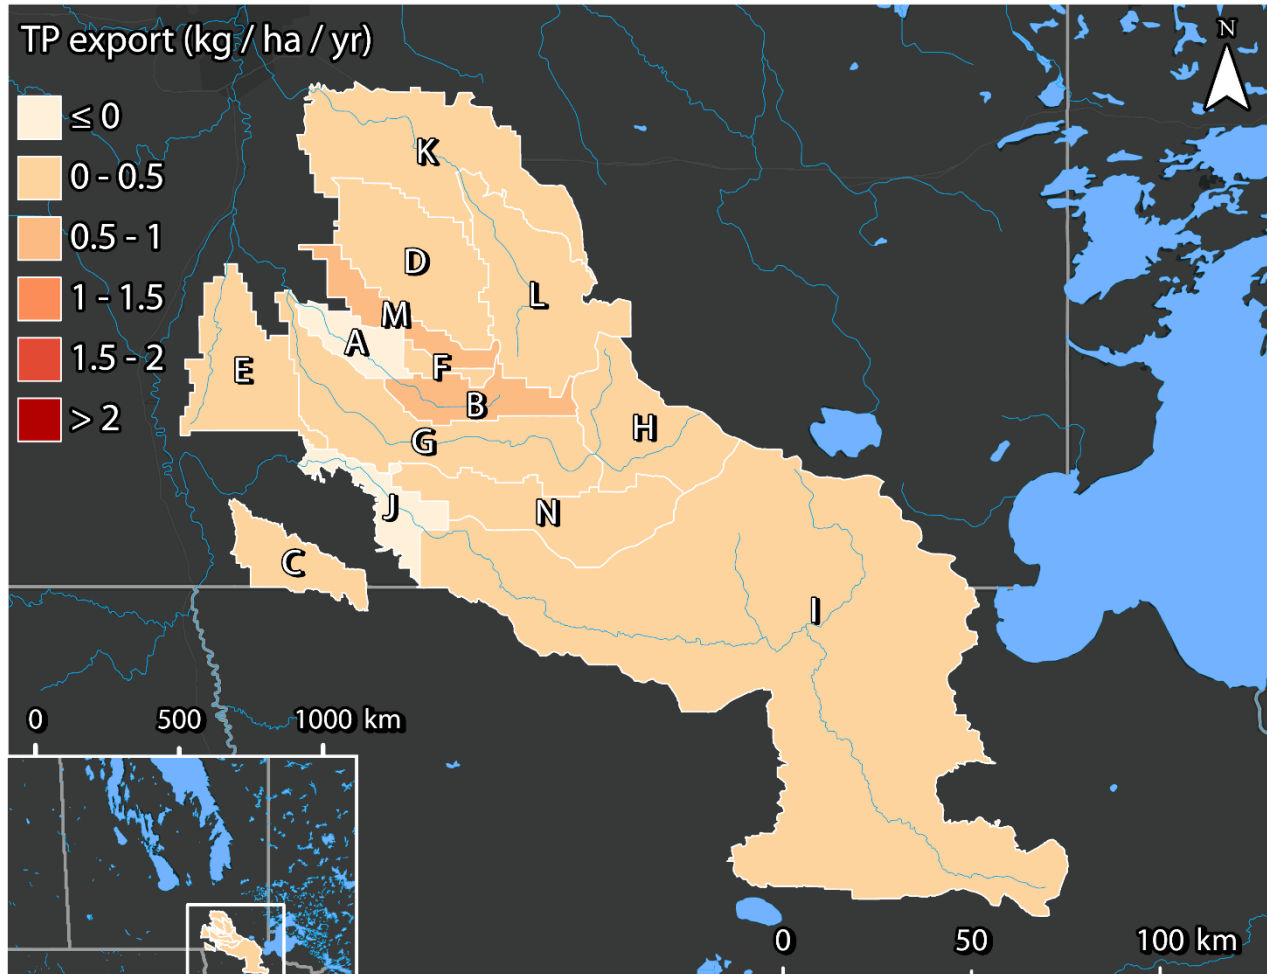 TP export (kg / ha / yr)
N
≤ 0
0 - 0.5
0.5 - 1
1 - 1.5
1.5 - 2
> 2
K
D
L
M
A
F
E
B
H
G
J
N
C
I
0 500 1000 km
0 50 100 km